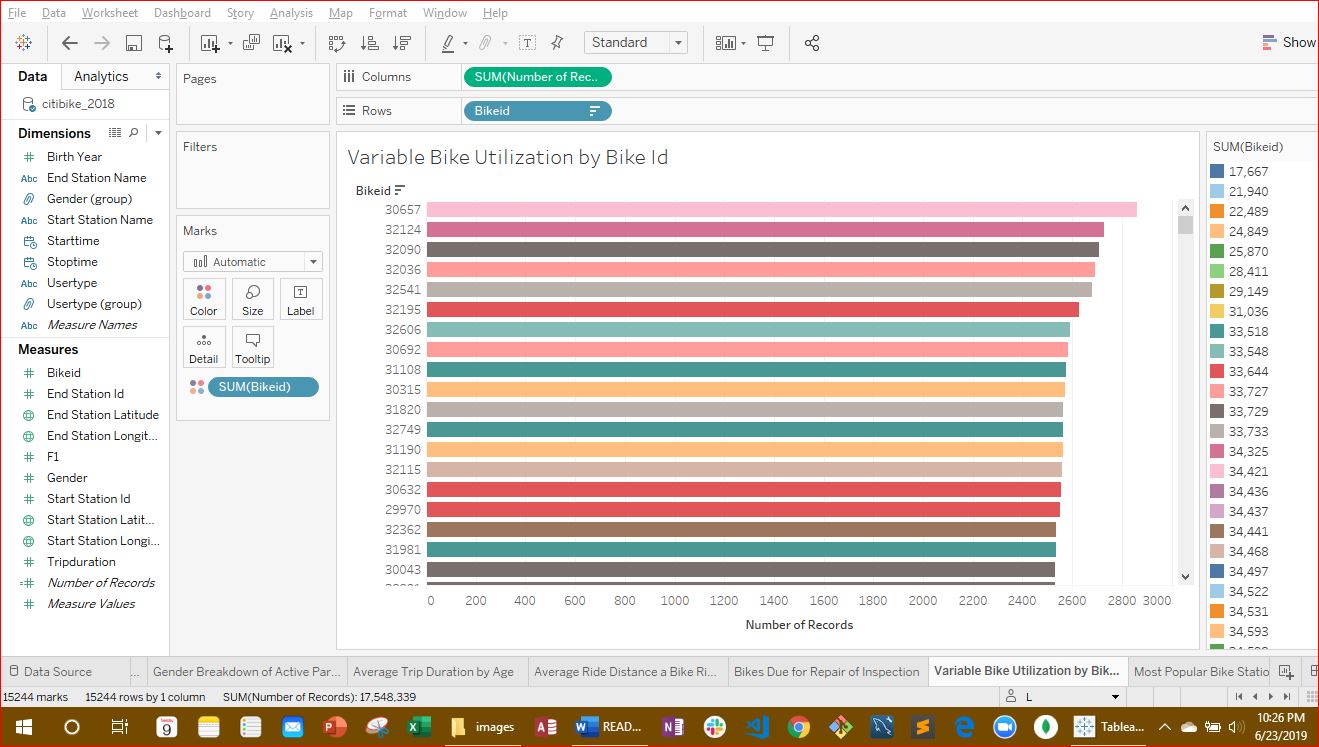 File Data Worksheet Dashboard Story Analysis Map Format Window Help
Standard
Show
Data Analytics
citibike_2018
Dimensions
Birth Year
Abc End Station Name
Gender (group)
Abc Start Station Name
Starttime
Stoptime
Abc Usertype
Usertype (group)
Abc Measure Names
Measures
Bikeid
End Station Id
End Station Latitude
End Station Longit...
F1
Gender
Start Station Id
Start Station Latit...
Start Station Longi...
Tripduration
Number of Records
Measure Values
Pages
Filters
Marks
Automatic
Color Size Label
Detail Tooltip
SUM(Bikeid)
Columns SUM(Number of Rec..
Rows Bikeid
Variable Bike Utilization by Bike Id
Bikeid
30657
32124
32090
32036
32541
32195
32606
30692
31108
30315
31820
32749
31190
32115
30632
29970
32362
31981
30043
0 200 400 600 800 1000 1200 1400 1600 1800 2000 2200 2400 2600 2800 3000
Number of Records
SUM(Bikeid)
17,667
21,940
22,489
24,849
25,870
28,411
29,149
31,036
33,518
33,548
33,644
33,727
33,729
33,733
34,325
34,421
34,436
34,437
34,441
34,468
34,497
34,522
34,531
34,593
Data Source ... Gender Breakdown of Active Par... Average Trip Duration by Age Average Ride Distance a Bike Ri... Bikes Due for Repair of Inspection Variable Bike Utilization by Bik... Most Popular Bike Statio
15244 marks 15244 rows by 1 column SUM(Number of Records): 17,548,339 L
9 images READ... Tablea... 10:26 PM
6/23/2019